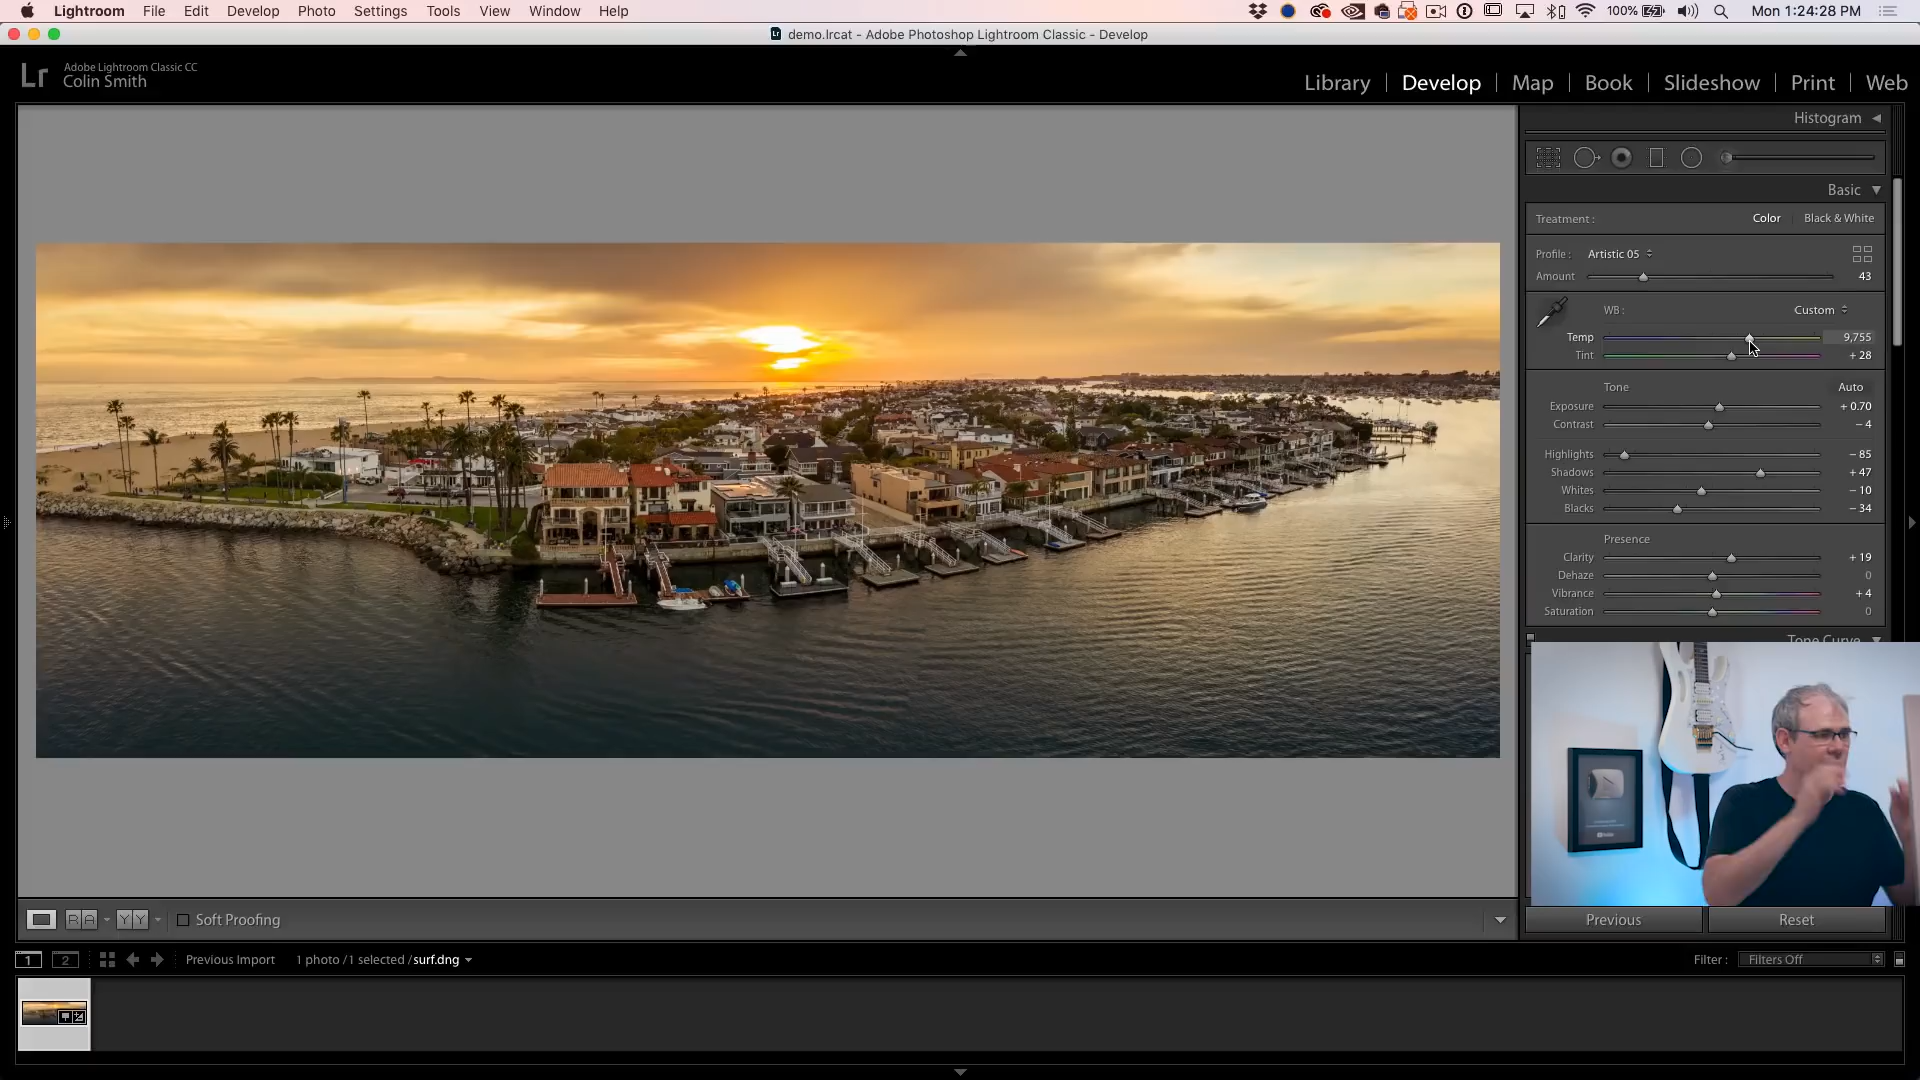 Lightroom File Edit Develop Photo Settings Tools View Window Help 100% Mon 1:24:28 PM
demo.lrcat - Adobe Photoshop Lightroom Classic - Develop
Lr Adobe Lightroom Classic CC
Colin Smith
Library | Develop | Map | Book | Slideshow | Print | Web
Histogram
Basic
Treatment : Color Black & White
Profile : Artistic 05
Amount 43
WB : Custom
Temp 9,755
Tint + 28
Tone Auto
Exposure + 0.70
Contrast – 4
Highlights – 85
Shadows + 47
Whites – 10
Blacks – 34
Presence
Clarity + 19
Dehaze 0
Vibrance + 4
Saturation 0
Tone Curve
R A Y Y Soft Proofing Previous Reset
1 2 Previous Import 1 photo / 1 selected / surf.dng Filter : Filters Off